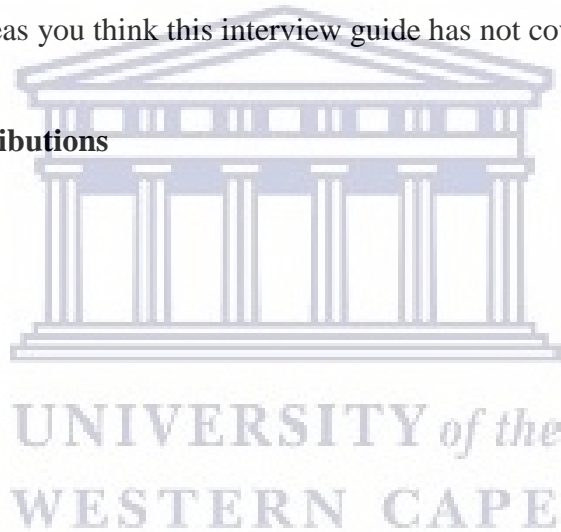 eas you think this interview guide has not cov
ibutions
UNIVERSITY of the
WESTERN CAPE